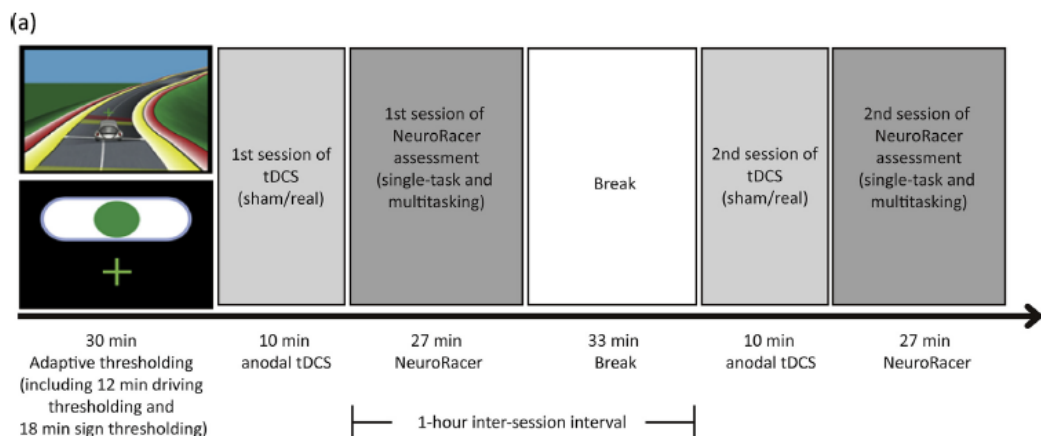 (a)
1st session of
tDCS
(sham/real)
1st session of
NeuroRacer
assessment
(single-task and
multitasking)
Break
2nd session of
tDCS
(sham/real)
2nd session of
NeuroRacer
assessment
(single-task and
multitasking)
30 min
Adaptive thresholding
(including 12 min driving
thresholding and
18 min sign thresholding)
10 min
anodal tDCS
27 min
NeuroRacer
33 min
Break
10 min
anodal tDCS
27 min
NeuroRacer
1-hour inter-session interval